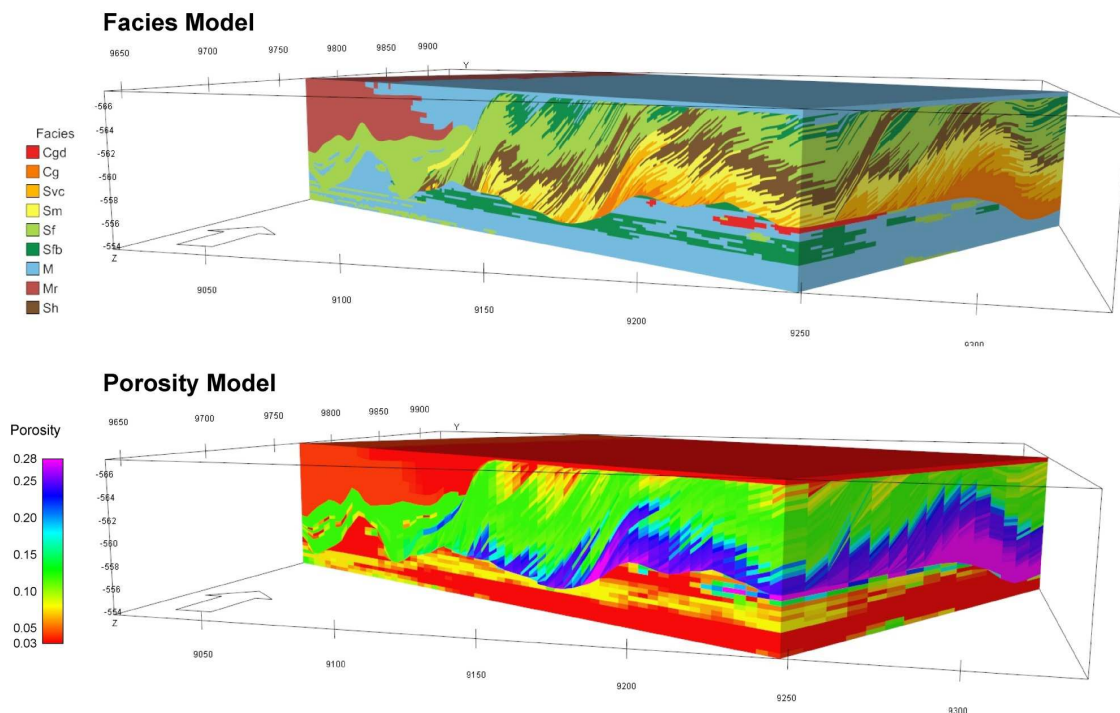 Facies Model
9650 9700 9750 9800 9850 9900
Y
-566
-564
-562
-560
-558
-556
-554
Z
Facies
Cgd
Cg
Svc
Sm
Sf
Sfb
M
Mr
Sh
9050 9100 9150 9200 9250 9300
Porosity Model
9650 9700 9750 9800 9850 9900
Y
Porosity
0.28
0.25
0.20
0.15
0.10
0.05
0.03
-566
-564
-562
-560
-558
-556
-554
Z
9050 9100 9150 9200 9250 9300